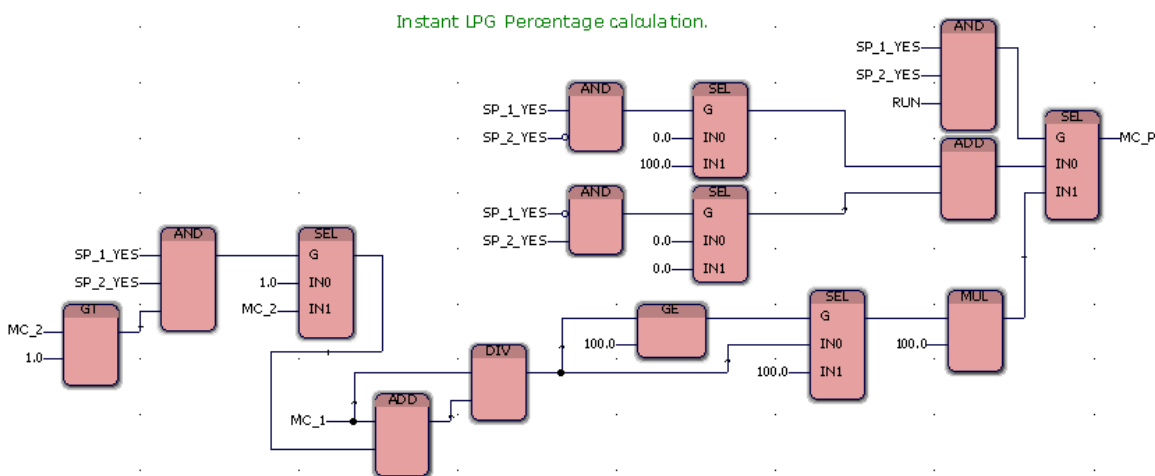 Instant LPG Percentage calculation.
AND
SP_1_YES
SP_2_YES
RUN
AND
SP_1_YES
SP_2_YES
SEL
G
0.0 IN0
100.0 IN1
SEL
G
IN0
IN1
MC_P
ADD
AND
SP_1_YES
SP_2_YES
SEL
G
0.0 IN0
0.0 IN1
AND
SP_1_YES
SP_2_YES
SEL
G
1.0 IN0
MC_2 IN1
GT
MC_2
1.0
GE
100.0
SEL
G
IN0
100.0 IN1
MUL
100.0
DIV
MC_1
ADD